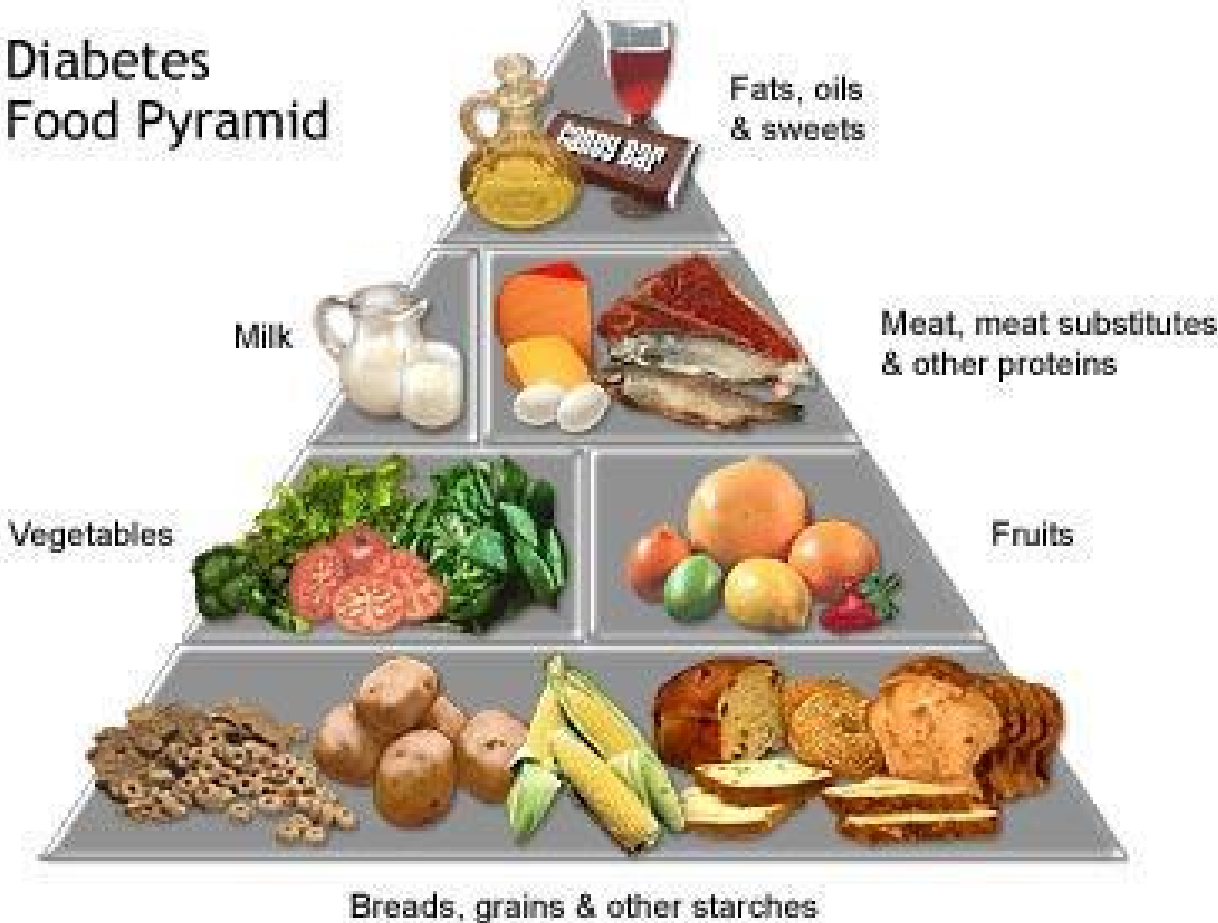 Diabetes
Food Pyramid
Fats, oils
& sweets
CANDY BAR
Milk
Meat, meat substitutes
& other proteins
Vegetables
Fruits
Breads, grains & other starches